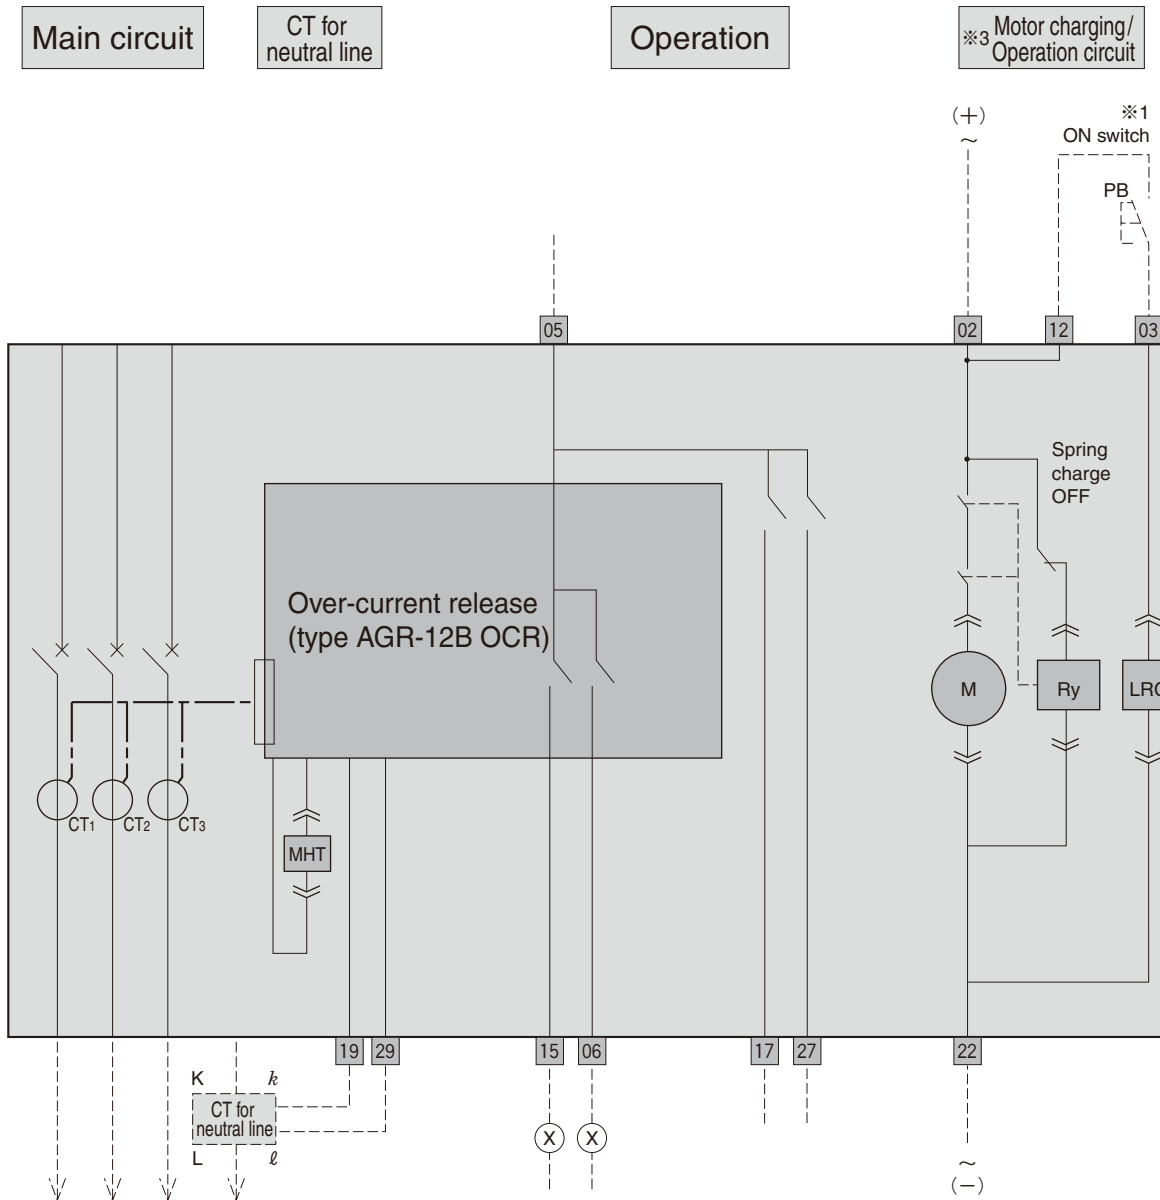 Main circuit
CT for
neutral line
Operation
※3 Motor charging/
Operation circuit
(+)
~
※1
ON switch
PB
05
02
12
03
Spring
charge
OFF
Over-current release
(type AGR-12B OCR)
M
Ry
LRC
CT1
CT2
CT3
MHT
19
29
15
06
17
27
22
K
k
CT for
neutral line
L
ℓ
X
X
~
(−)